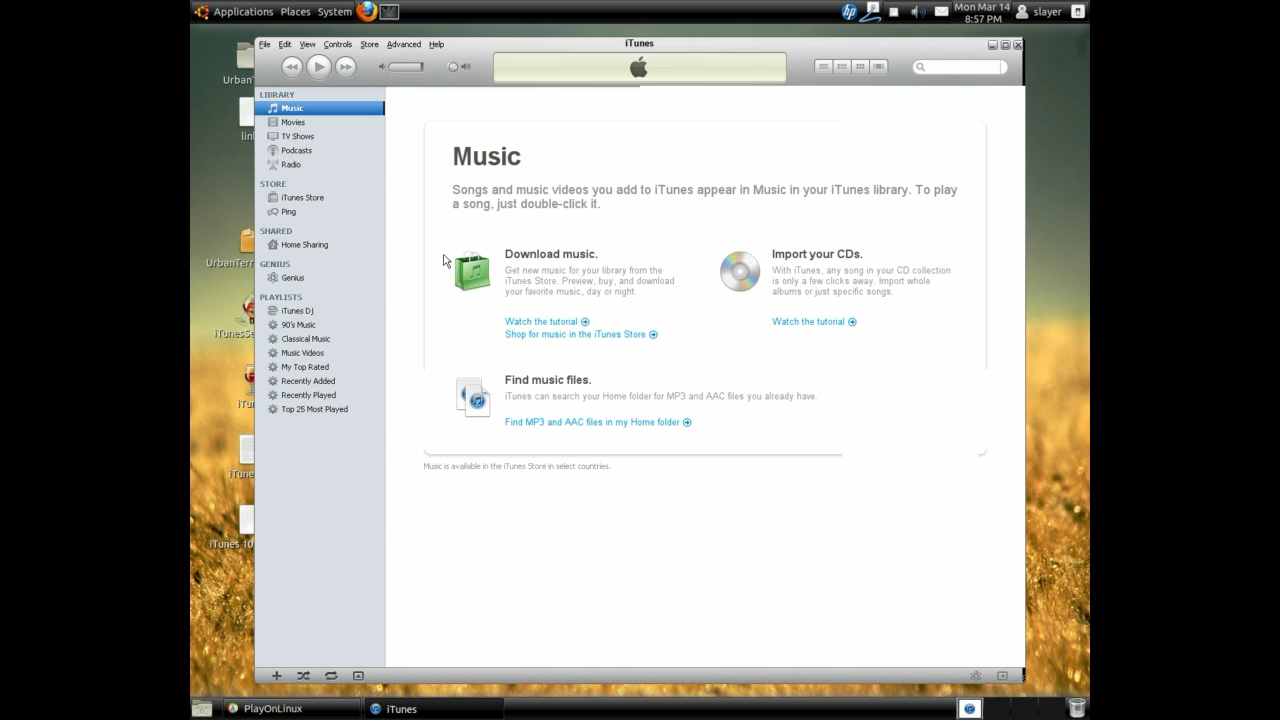 Applications Places System
Mon Mar 14
8:57 PM
slayer
iTunes
File Edit View Controls Store Advanced Help
LIBRARY
Music
Movies
TV Shows
Podcasts
Radio
STORE
iTunes Store
Ping
SHARED
Home Sharing
GENIUS
Genius
PLAYLISTS
iTunes DJ
90's Music
Classical Music
Music Videos
My Top Rated
Recently Added
Recently Played
Top 25 Most Played
Music
Songs and music videos you add to iTunes appear in Music in your iTunes library. To play
a song, just double-click it.
Download music.
Get new music for your library from the
iTunes Store. Preview, buy, and download
your favorite music, day or night.
Watch the tutorial
Shop for music in the iTunes Store
Import your CDs.
With iTunes, any song in your CD collection
is only a few clicks away. Import whole
albums or just specific songs.
Watch the tutorial
Find music files.
iTunes can search your Home folder for MP3 and AAC files you already have.
Find MP3 and AAC files in my Home folder
Music is available in the iTunes Store in select countries.
iTunes 10
PlayOnLinux
iTunes